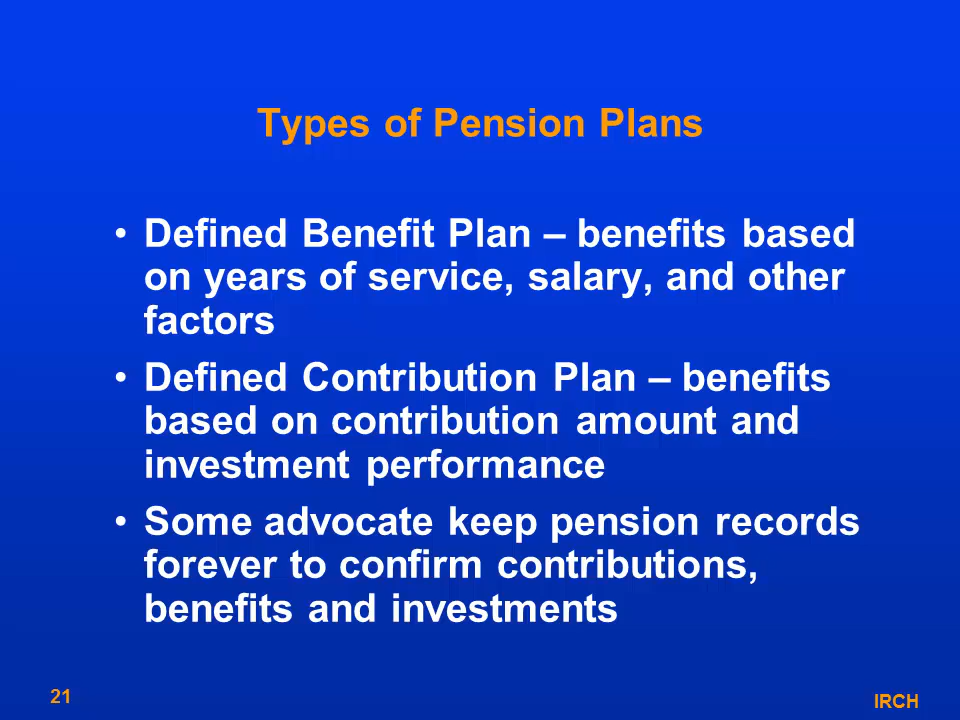 Types of Pension Plans
• Defined Benefit Plan – benefits based
on years of service, salary, and other
factors
• Defined Contribution Plan – benefits
based on contribution amount and
investment performance
• Some advocate keep pension records
forever to confirm contributions,
benefits and investments
21
IRCH